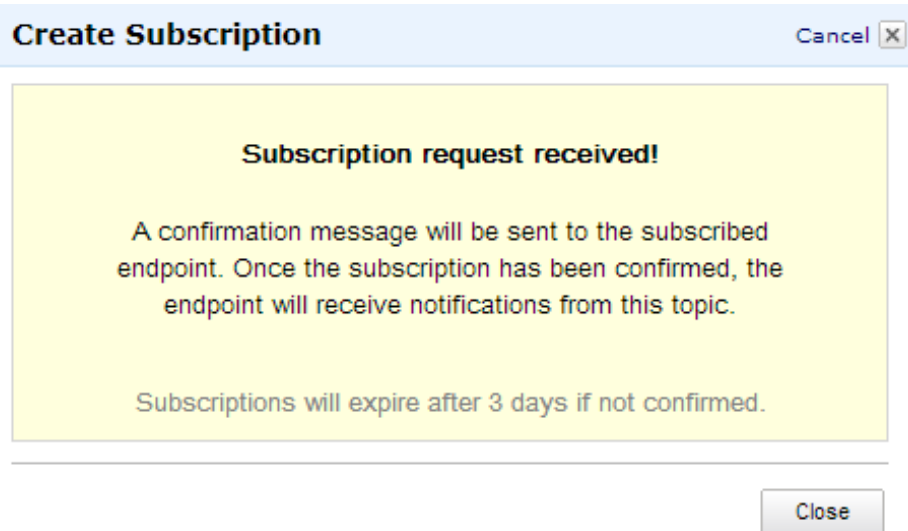 Create Subscription
Cancel
Subscription request received!
A confirmation message will be sent to the subscribed
endpoint. Once the subscription has been confirmed, the
endpoint will receive notifications from this topic.
Subscriptions will expire after 3 days if not confirmed.
Close